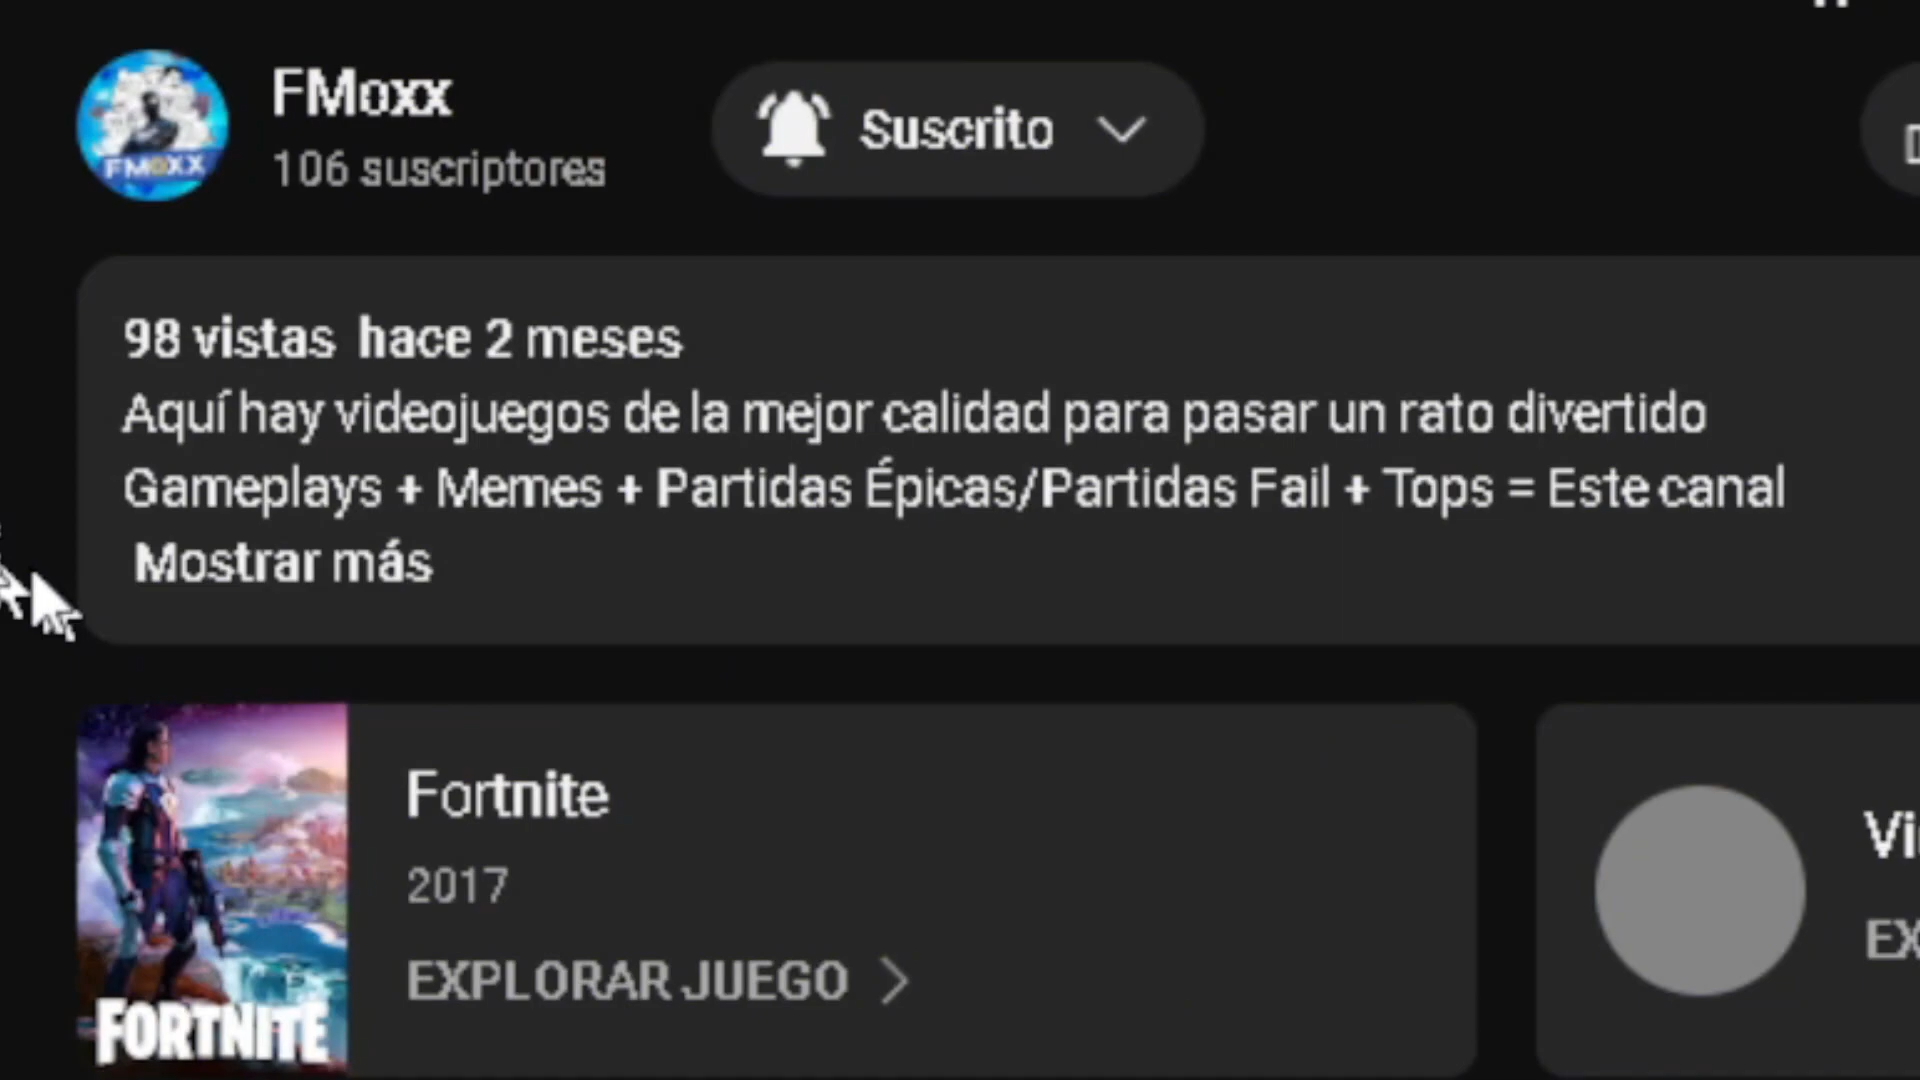 FMoxx
106 suscriptores
Suscrito
FMOXX
98 vistas hace 2 meses
Aquí hay videojuegos de la mejor calidad para pasar un rato divertido
Gameplays + Memes + Partidas Épicas/Partidas Fail + Tops = Este canal
Mostrar más
Fortnite
2017
EXPLORAR JUEGO
FORTNITE